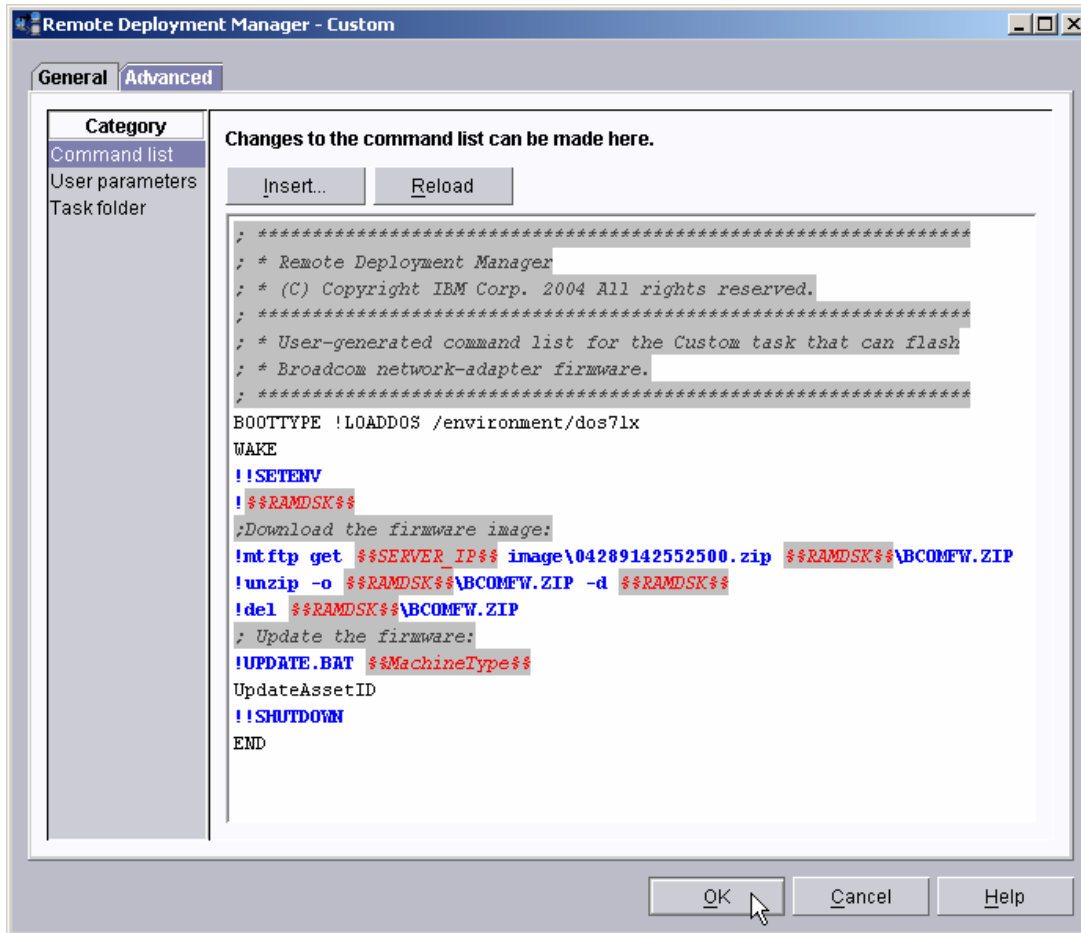 Remote Deployment Manager - Custom
General Advanced
Category
Command list
User parameters
Task folder
Changes to the command list can be made here.
Insert... Reload
; *****************************************************************
; * Remote Deployment Manager
; * (C) Copyright IBM Corp. 2004 All rights reserved.
; *****************************************************************
; * User-generated command list for the Custom task that can flash
; * Broadcom network-adapter firmware.
; *****************************************************************
BOOTTYPE !LOADDOS /environment/dos71x
WAKE
!!SETENV
!$$RAMDSK$$
;Download the firmware image:
!mtftp get $$SERVER_IP$$ image\04289142552500.zip $$RAMDSK$$\BCOMFW.ZIP
!unzip -o $$RAMDSK$$\BCOMFW.ZIP -d $$RAMDSK$$
!del $$RAMDSK$$\BCOMFW.ZIP
; Update the firmware:
!UPDATE.BAT $$MachineType$$
UpdateAssetID
!!SHUTDOWN
END
OK Cancel Help